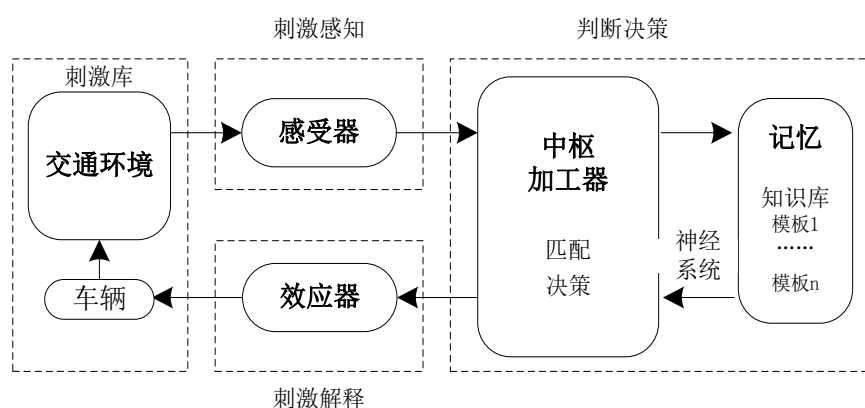 刺激感知
判断决策
刺激库
交通环境
感受器
中枢
加工器
匹配
决策
记忆
知识库
模板1
……
模板n
神经
系统
车辆
效应器
刺激解释